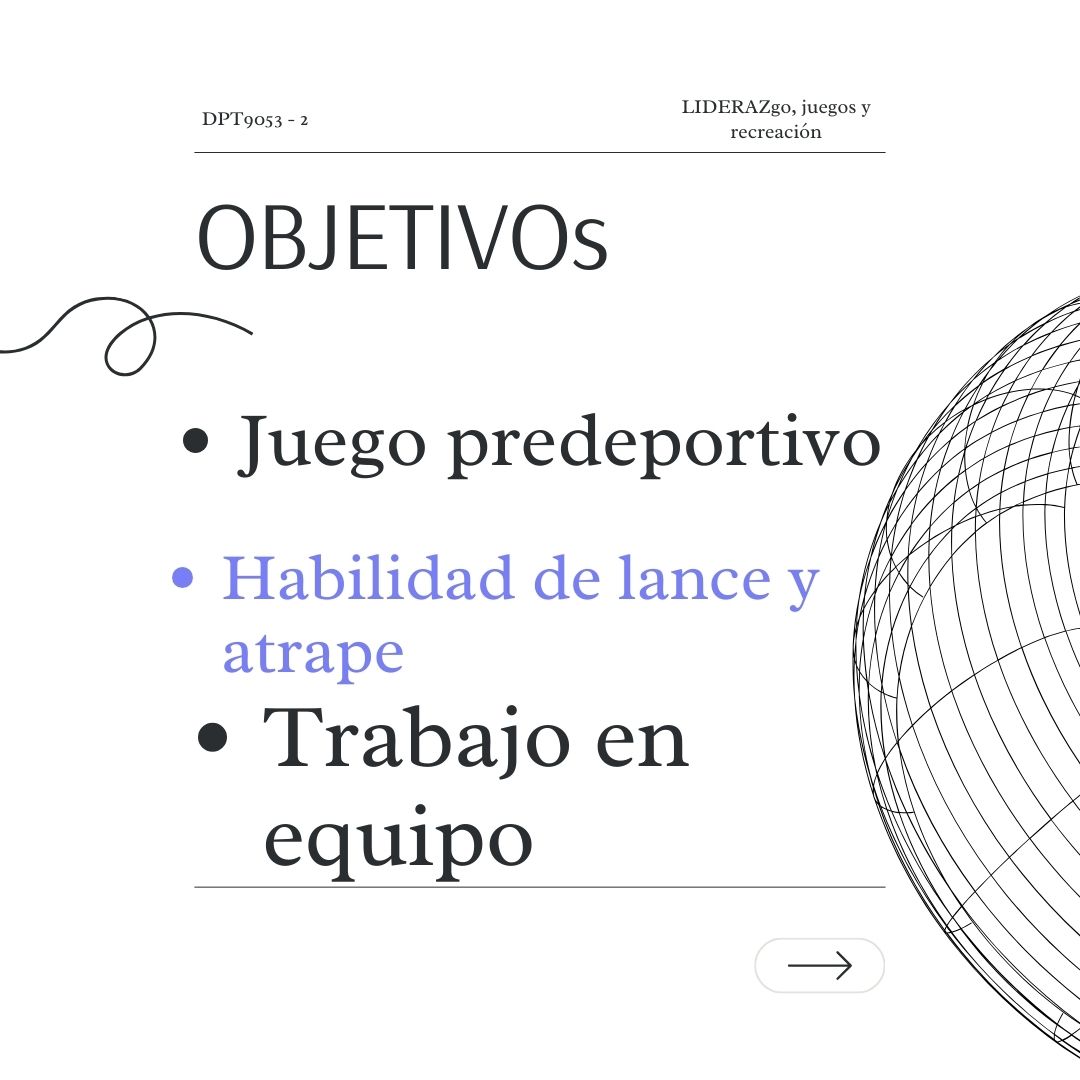 DPT9053 - 2
LIDERAZgo, juegos y
recreación
OBJETIVOs
• Juego predeportivo
• Habilidad de lance y
atrape
• Trabajo en
equipo